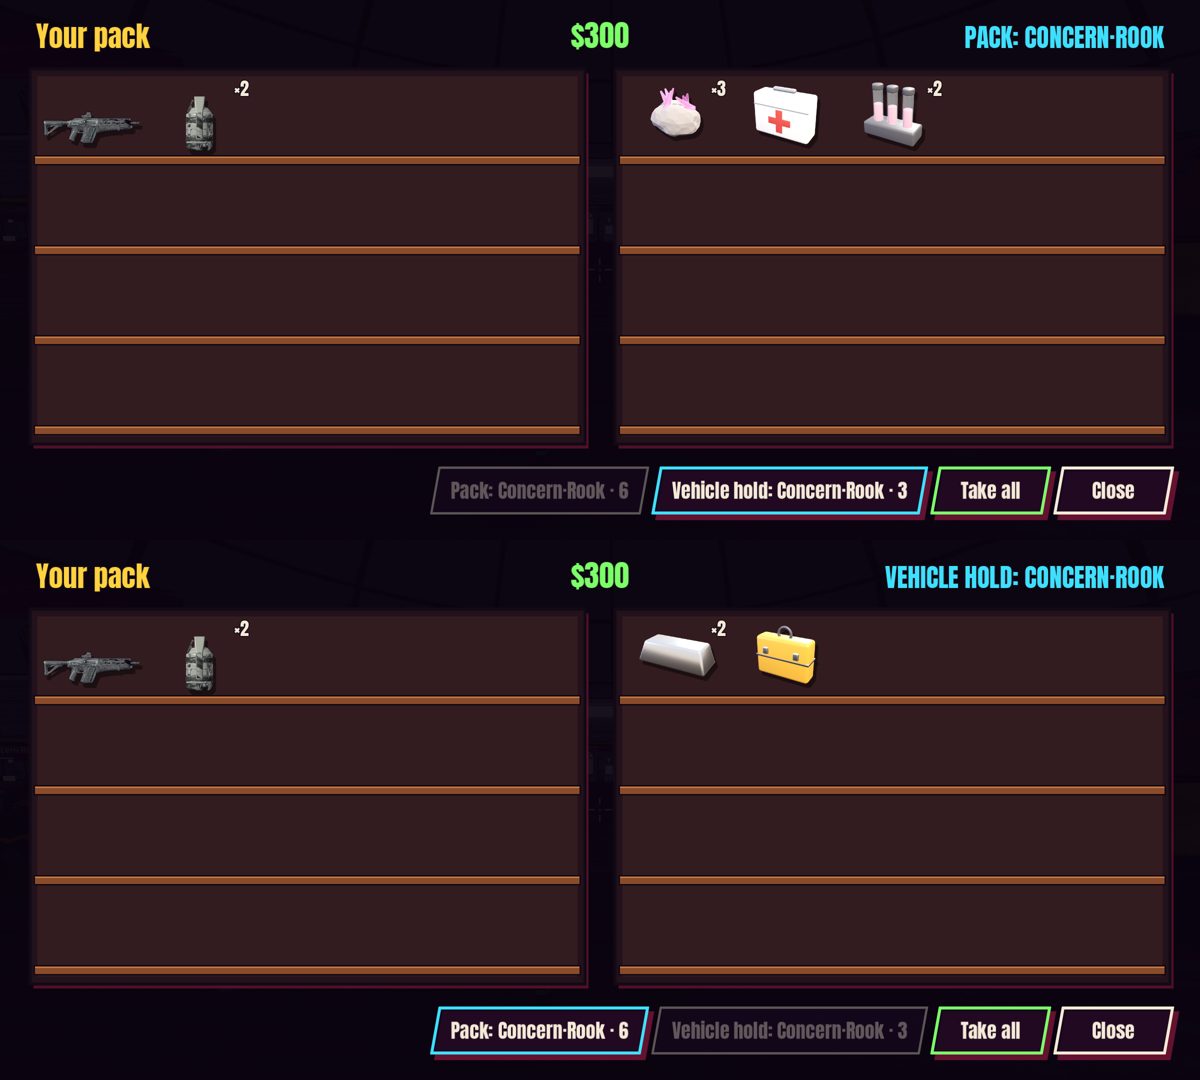 Your pack
$300
PACK: CONCERN-ROOK
×2
×3
×2
Pack: Concern-Rook · 6
Vehicle hold: Concern-Rook · 3
Take all
Close
Your pack
$300
VEHICLE HOLD: CONCERN-ROOK
×2
×2
Pack: Concern-Rook · 6
Vehicle hold: Concern-Rook · 3
Take all
Close